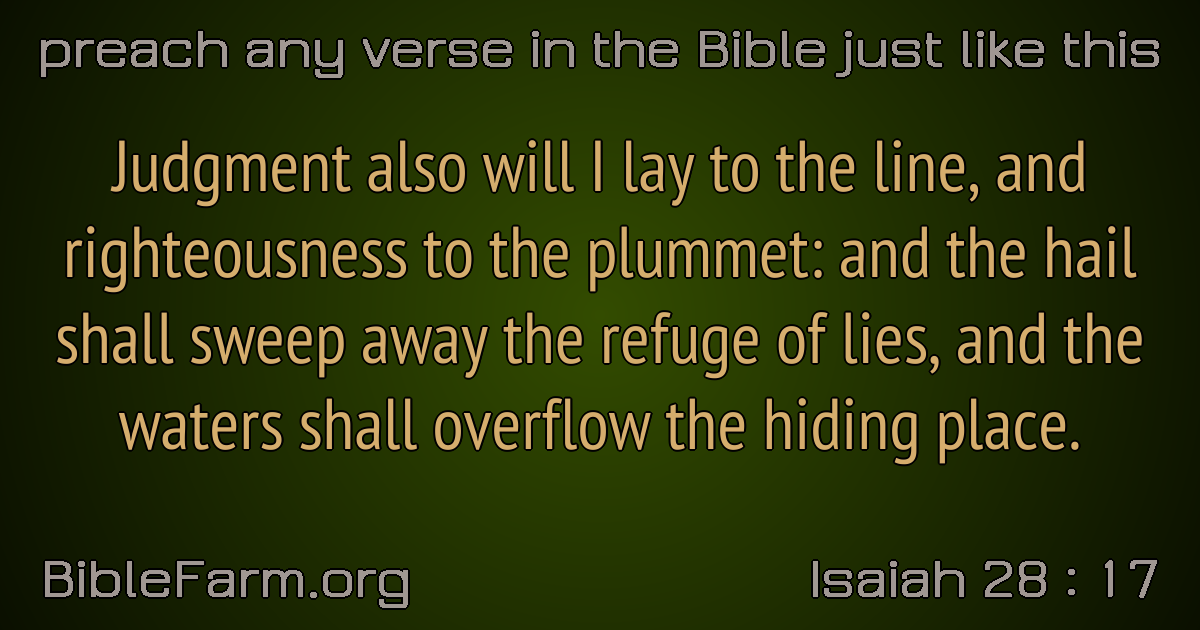 preach any verse in the Bible just like this
Judgment also will I lay to the line, and
righteousness to the plummet: and the hail
shall sweep away the refuge of lies, and the
waters shall overflow the hiding place.
BibleFarm.org
Isaiah 28 : 17